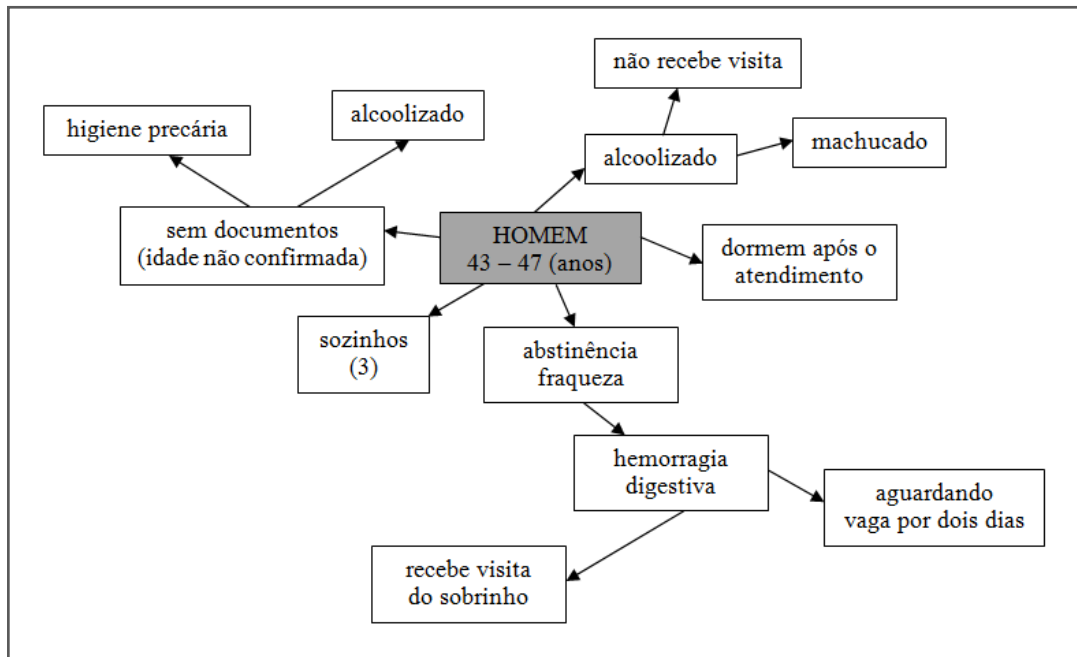 não recebe visita
alcoolizado
higiene precária
alcoolizado
machucado
sem documentos
(idade não confirmada)
HOMEM
43 – 47 (anos)
dormem após o
atendimento
sozinhos
(3)
abstinência
fraqueza
hemorragia
digestiva
aguardando
vaga por dois dias
recebe visita
do sobrinho